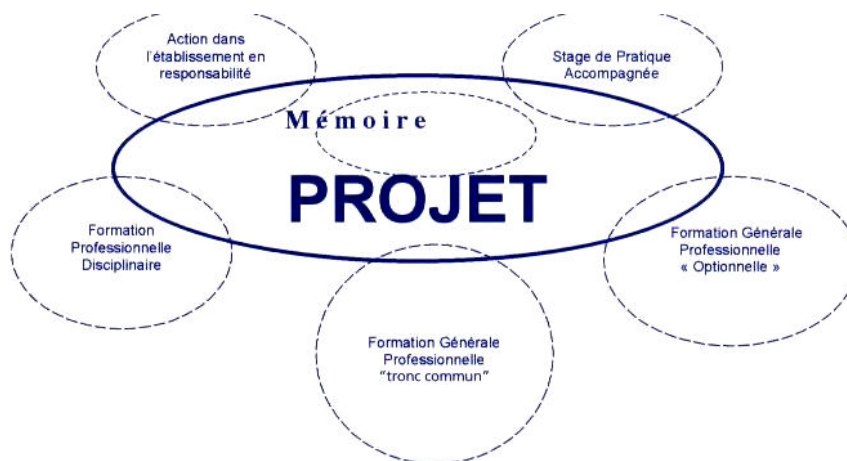 Action dans
l'établissement en
responsabilité
Stage de Pratique
Accompagnée
Mémoire
PROJET
Formation
Professionnelle
Disciplinaire
Formation Générale
Professionnelle
« Optionnelle »
Formation Générale
Professionnelle
"tronc commun"